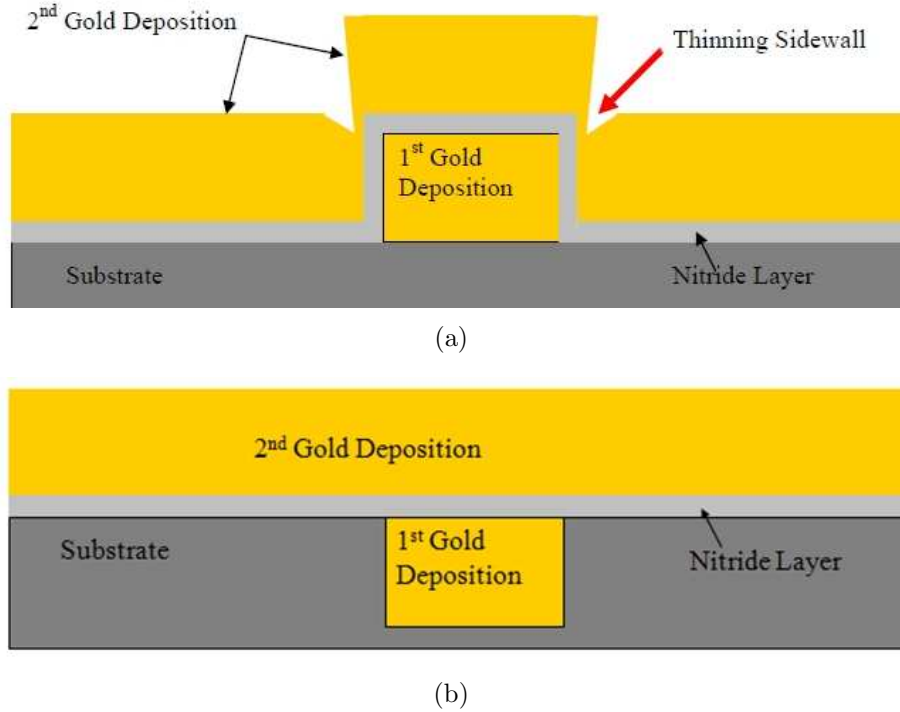 2nd Gold Deposition
Thinning Sidewall
1st Gold
Deposition
Substrate
Nitride Layer
(a)
2nd Gold Deposition
Substrate
1st Gold
Deposition
Nitride Layer
(b)